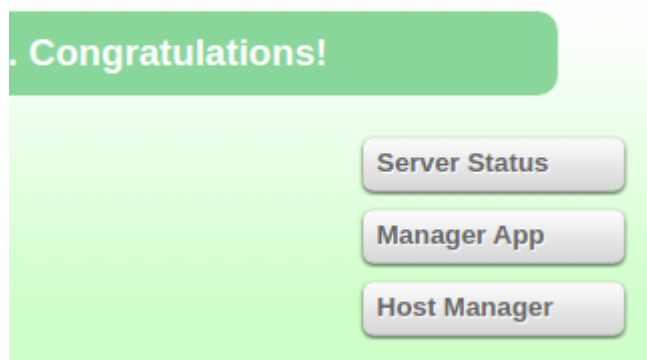 . Congratulations!
Server Status
Manager App
Host Manager